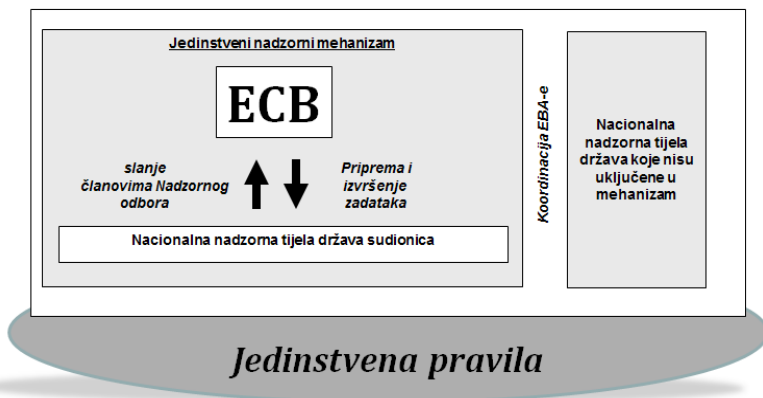 Jedinstveni nadzorni mehanizam
ECB
slanje
članovima Nadzornog
odbora
Priprema i
izvršenje
zadataka
Nacionalna nadzorna tijela država sudionica
Koordinacija EBA-e
Nacionalna
nadzorna tijela
država koje nisu
uključene u
mehanizam
Jedinstvena pravila